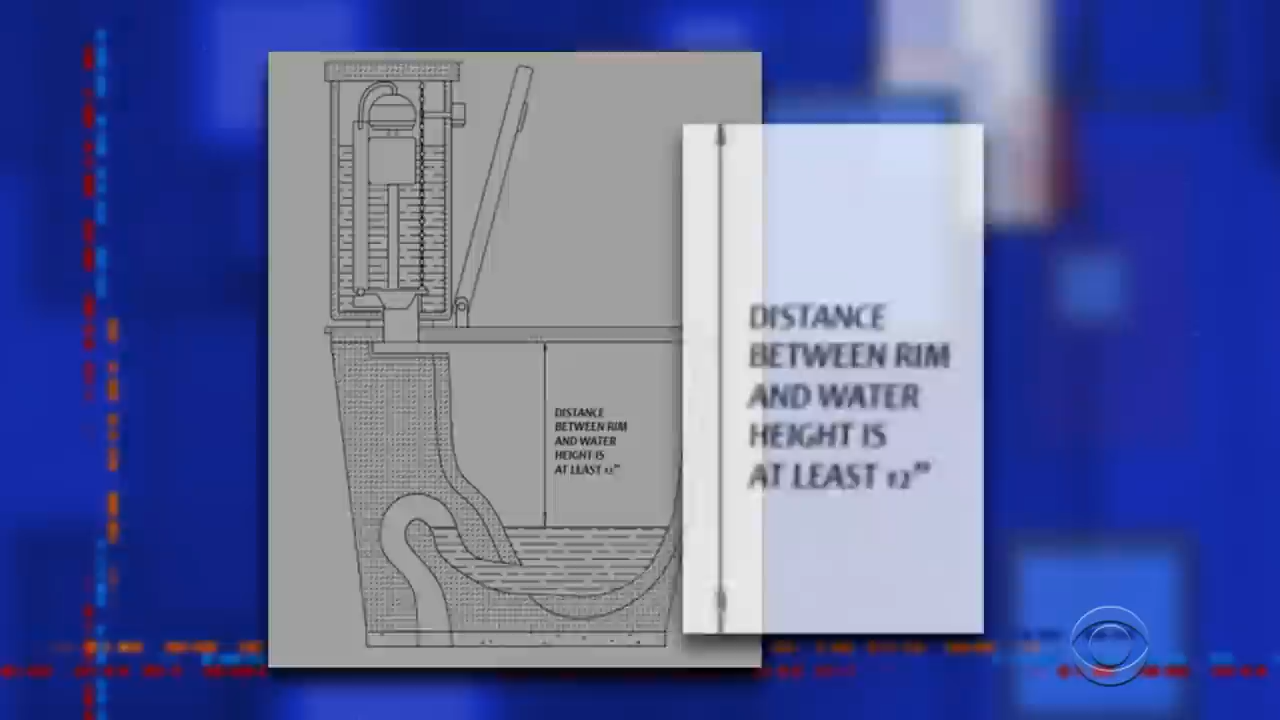 DISTANCE
BETWEEN RIM
AND WATER
HEIGHT IS
AT LEAST 12"
DISTANCE
BETWEEN RIM
AND WATER
HEIGHT IS
AT LEAST 12"